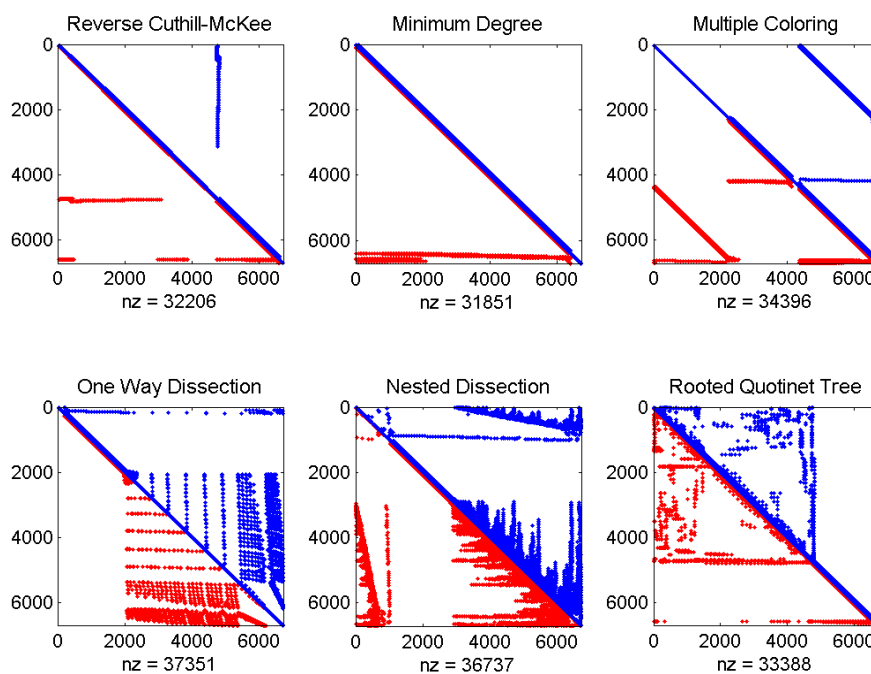 Reverse Cuthill-McKee
Minimum Degree
Multiple Coloring
0
2000
4000
6000
0 2000 4000 6000
nz = 32206
0
2000
4000
6000
0 2000 4000 6000
nz = 31851
0
2000
4000
6000
0 2000 4000 6000
nz = 34396
One Way Dissection
Nested Dissection
Rooted Quotinet Tree
0
2000
4000
6000
0 2000 4000 6000
nz = 37351
0
2000
4000
6000
0 2000 4000 6000
nz = 36737
0
2000
4000
6000
0 2000 4000 6000
nz = 33388